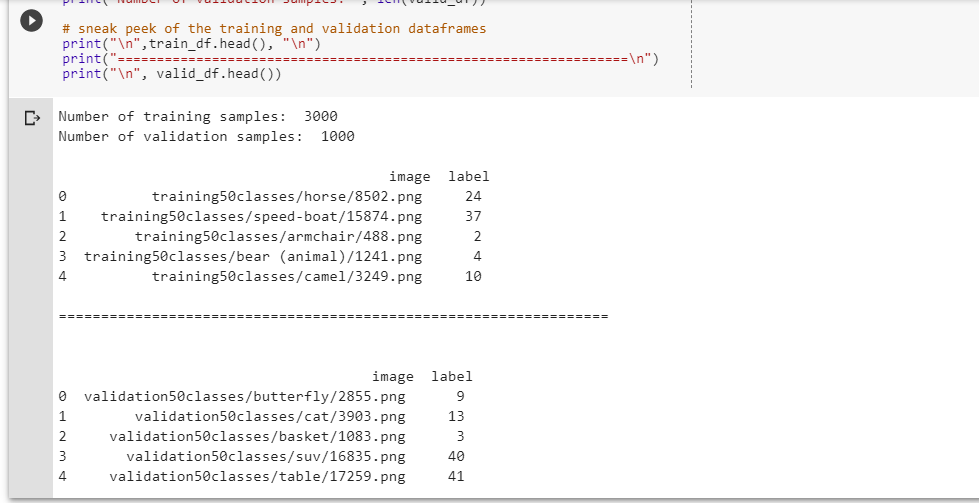 # sneak peek of the training and validation dataframes
print("\n",train_df.head(), "\n")
print("=================================================================\n")
print("\n", valid_df.head())
Number of training samples:  3000
Number of validation samples:  1000
image  label
0  training50classes/horse/8502.png  24
1  training50classes/speed-boat/15874.png  37
2  training50classes/armchair/488.png  2
3  training50classes/bear (animal)/1241.png  4
4  training50classes/camel/3249.png  10
=================================================================
image  label
0  validation50classes/butterfly/2855.png  9
1  validation50classes/cat/3903.png  13
2  validation50classes/basket/1083.png  3
3  validation50classes/suv/16835.png  40
4  validation50classes/table/17259.png  41